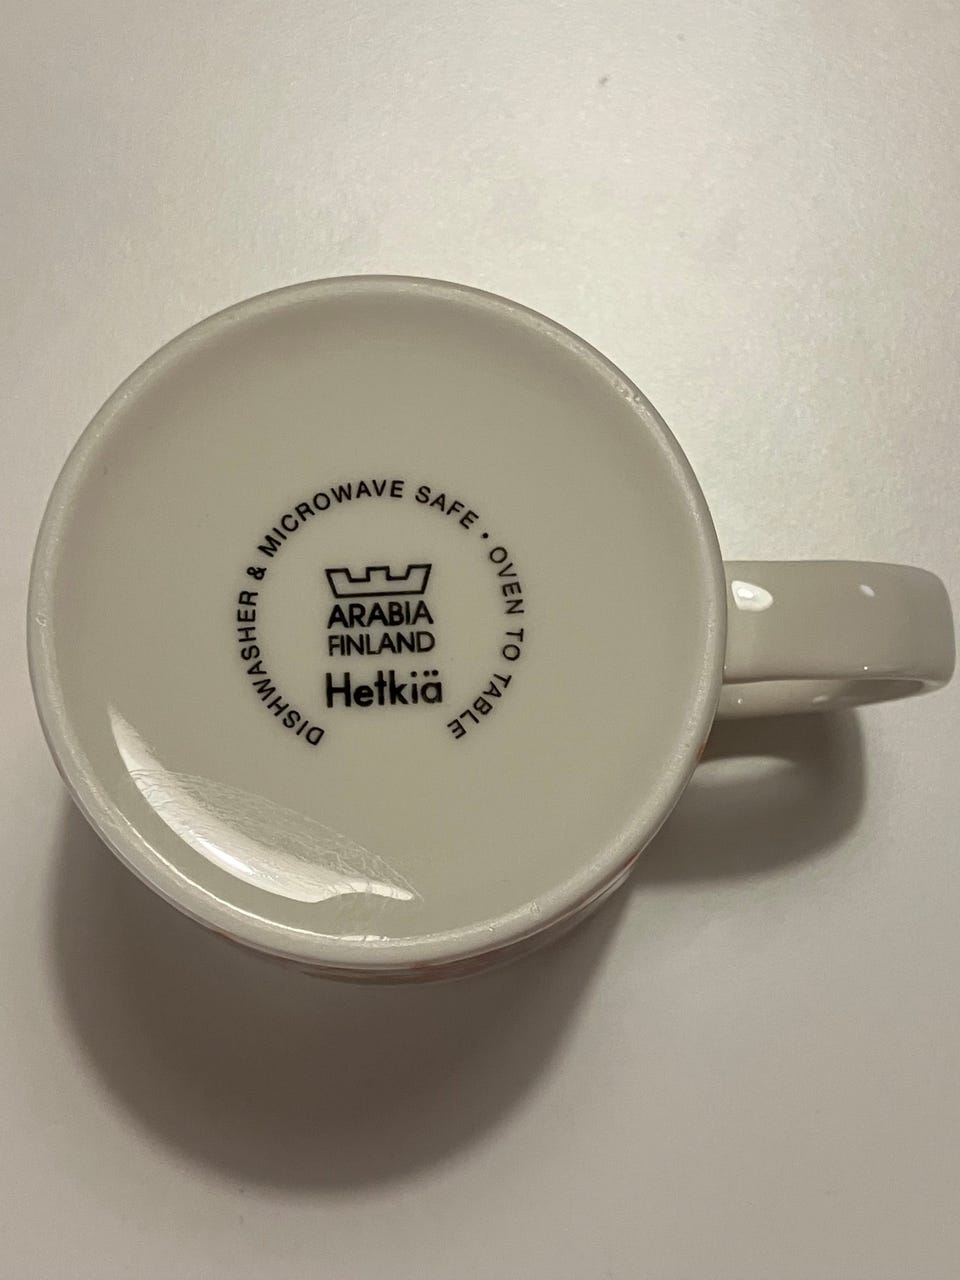 DISHWASHER & MICROWAVE SAFE • OVEN TO TABLE
ARABIA
FINLAND
Hetkiä